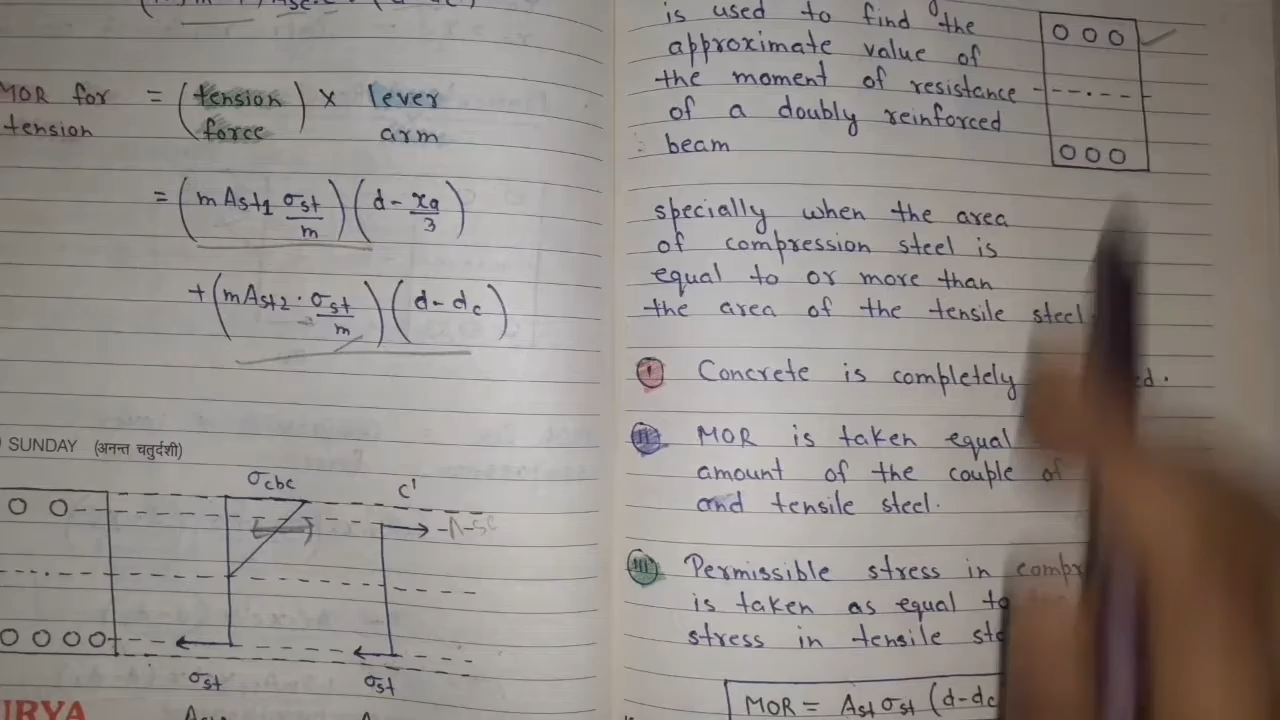 MOR for = (tension force) × lever arm
tension
= (m Ast1 σst/m) (d - xa/3)
+ (m Ast2 · σst/m) (d - dc)
SUNDAY (अनन्त चतुर्दशी)
σcbc
c'
σst
σst
is used to find the
approximate value of
the moment of resistance
of a doubly reinforced
beam
specially when the area
of compression steel is
equal to or more than
the area of the tensile steel
I Concrete is completely
II MOR is taken equal
amount of the couple of
and tensile steel.
III Permissible stress in
is taken as equal to
stress in tensile
MOR = Ast σst (d-dc